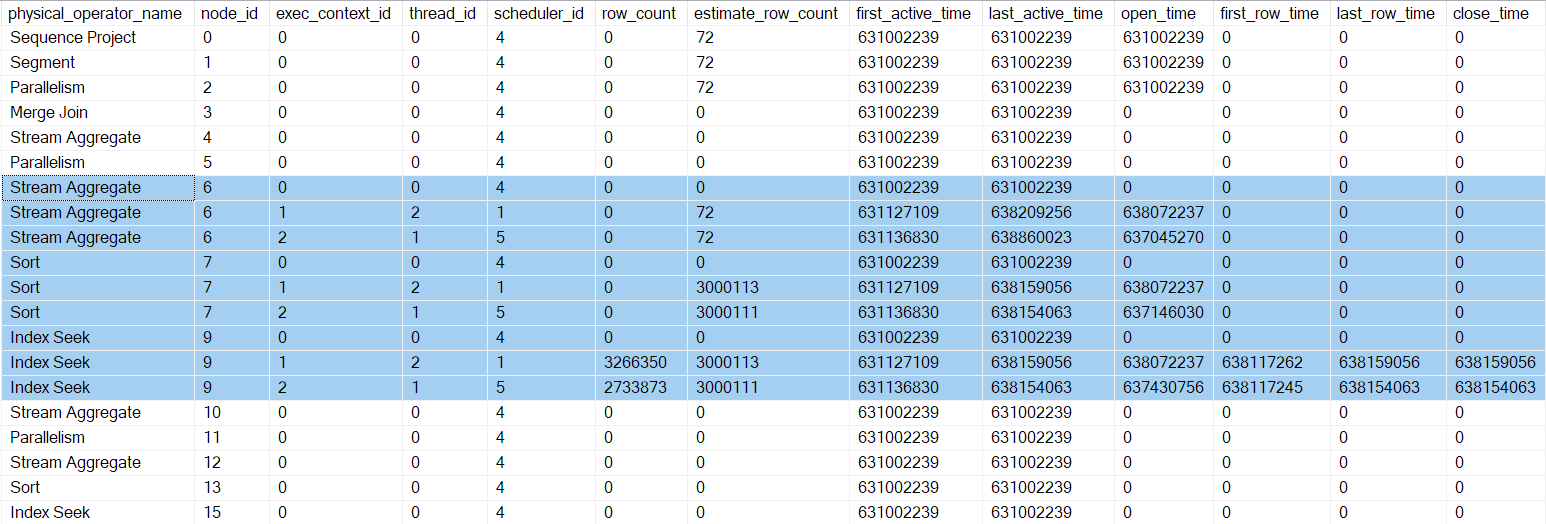 physical_operator_name node_id exec_context_id thread_id scheduler_id row_count estimate_row_count first_active_time last_active_time open_time first_row_time last_row_time close_time
Sequence Project 0 0 0 4 0 72 631002239 631002239 631002239 0 0 0
Segment 1 0 0 4 0 72 631002239 631002239 631002239 0 0 0
Parallelism 2 0 0 4 0 72 631002239 631002239 631002239 0 0 0
Merge Join 3 0 0 4 0 0 631002239 631002239 0 0 0 0
Stream Aggregate 4 0 0 4 0 0 631002239 631002239 0 0 0 0
Parallelism 5 0 0 4 0 0 631002239 631002239 0 0 0 0
Stream Aggregate 6 0 0 4 0 0 631002239 631002239 0 0 0 0
Stream Aggregate 6 1 2 1 0 72 631127109 638209256 638072237 0 0 0
Stream Aggregate 6 2 1 5 0 72 631136830 638860023 637045270 0 0 0
Sort 7 0 0 4 0 0 631002239 631002239 0 0 0 0
Sort 7 1 2 1 0 3000113 631127109 638159056 638072237 0 0 0
Sort 7 2 1 5 0 3000111 631136830 638154063 637146030 0 0 0
Index Seek 9 0 0 4 0 0 631002239 631002239 0 0 0 0
Index Seek 9 1 2 1 3266350 3000113 631127109 638159056 638072237 638117262 638159056 638159056
Index Seek 9 2 1 5 2733873 3000111 631136830 638154063 637430756 638117245 638154063 638154063
Stream Aggregate 10 0 0 4 0 0 631002239 631002239 0 0 0 0
Parallelism 11 0 0 4 0 0 631002239 631002239 0 0 0 0
Stream Aggregate 12 0 0 4 0 0 631002239 631002239 0 0 0 0
Sort 13 0 0 4 0 0 631002239 631002239 0 0 0 0
Index Seek 15 0 0 4 0 0 631002239 631002239 0 0 0 0